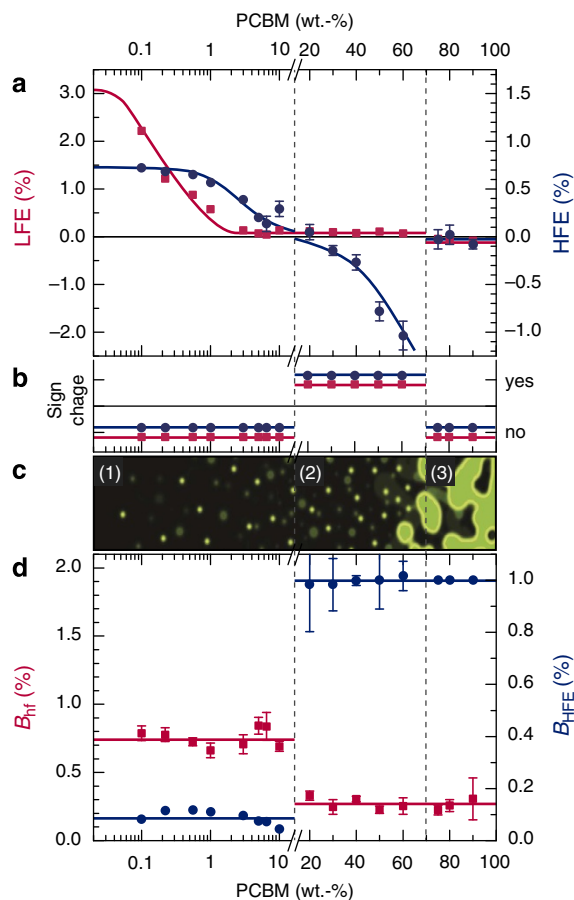 PCBM (wt.-%)
0.1 1 10 20 40 60 80 100
a
3.0
2.0
1.0
0.0
−1.0
−2.0
LFE (%)
1.5
1.0
0.5
0.0
−0.5
−1.0
HFE (%)
b
Sign
chage
yes
no
c
(1) (2) (3)
d
2.0
1.5
1.0
0.5
0.0
Bhf (%)
1.0
0.8
0.6
0.4
0.2
0.0
BHFE (%)
0.1 1 10 20 40 60 80 100
PCBM (wt.-%)